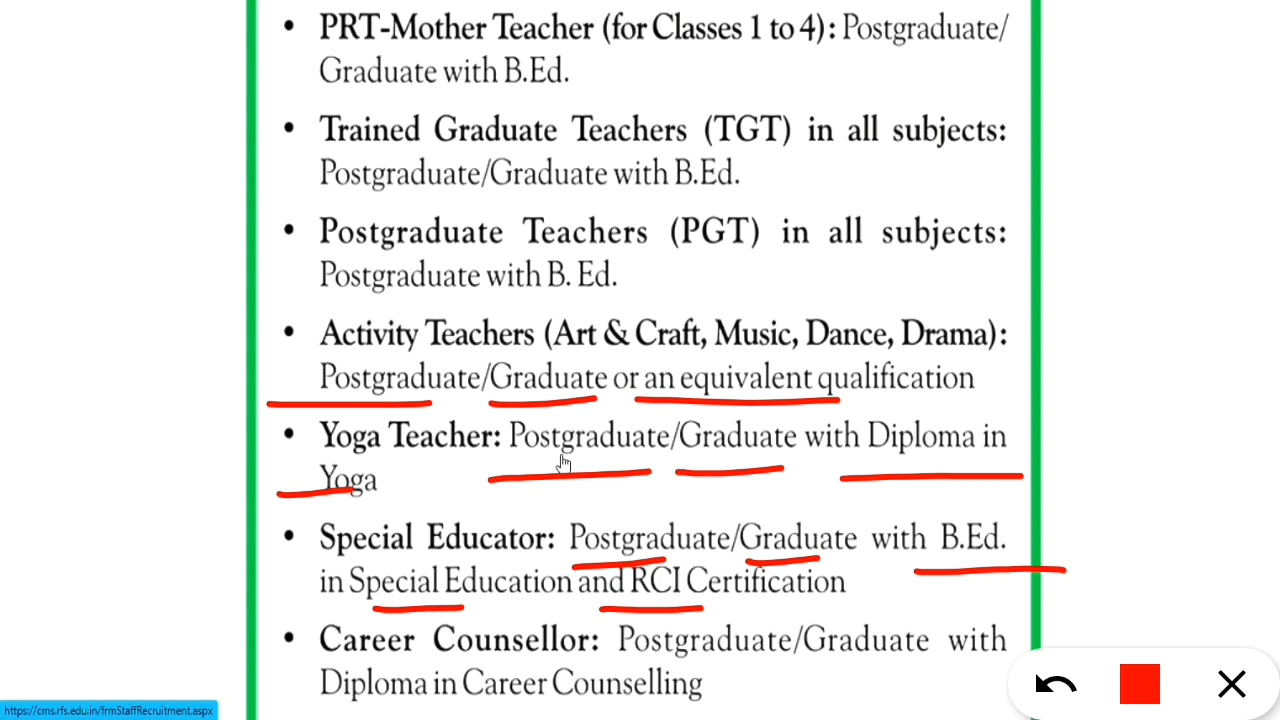 • PRT-Mother Teacher (for Classes 1 to 4): Postgraduate/
Graduate with B.Ed.
• Trained Graduate Teachers (TGT) in all subjects:
Postgraduate/Graduate with B.Ed.
• Postgraduate Teachers (PGT) in all subjects:
Postgraduate with B. Ed.
• Activity Teachers (Art & Craft, Music, Dance, Drama):
Postgraduate/Graduate or an equivalent qualification
• Yoga Teacher: Postgraduate/Graduate with Diploma in
Yoga
• Special Educator: Postgraduate/Graduate with B.Ed.
in Special Education and RCI Certification
• Career Counsellor: Postgraduate/Graduate with
Diploma in Career Counselling
https://cms.rfs.edu.in/frmStaffRecruitment.aspx